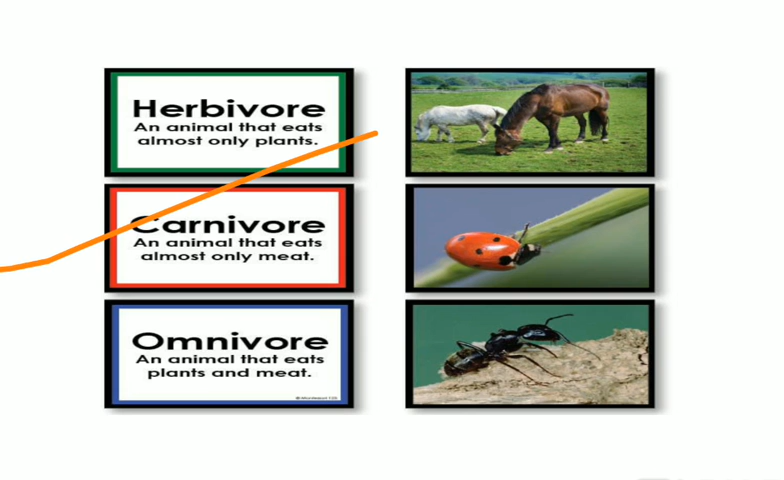 Herbivore
An animal that eats
almost only plants.
Carnivore
An animal that eats
almost only meat.
Omnivore
An animal that eats
plants and meat.